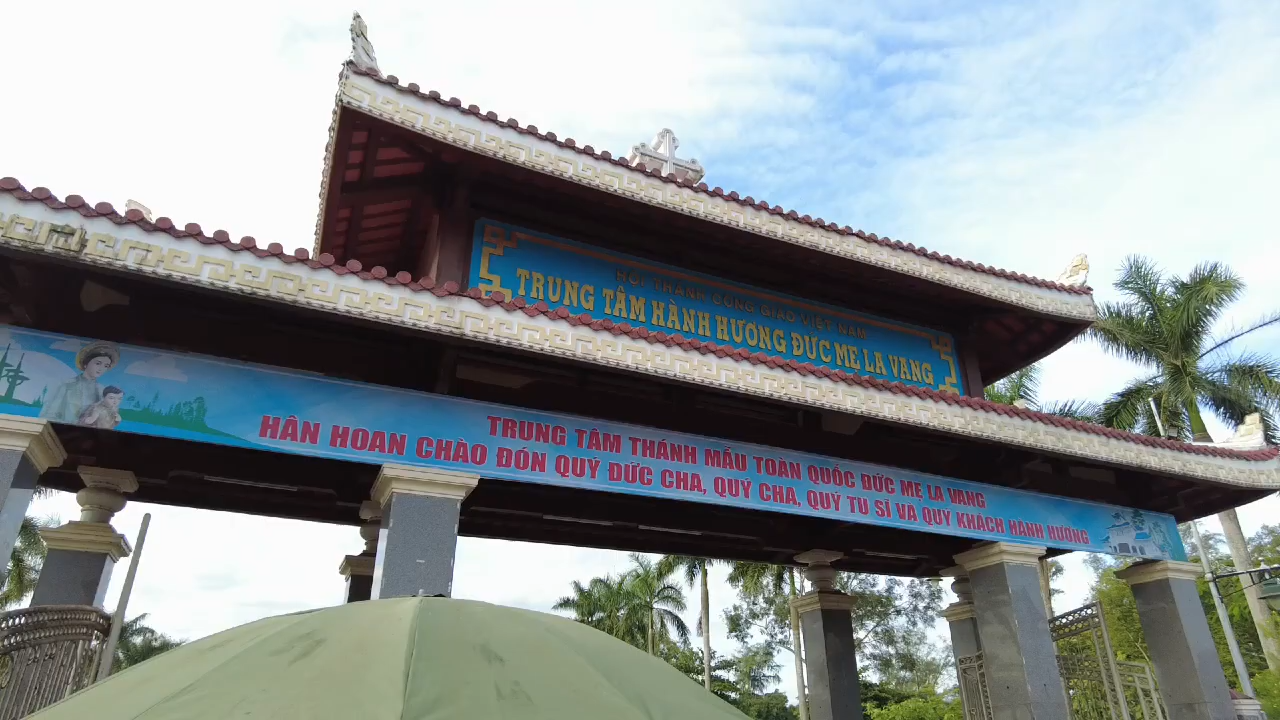 HỘI THÁNH CÔNG GIÁO VIỆT NAM
TRUNG TÂM HÀNH HƯƠNG ĐỨC MẸ LA VANG
TRUNG TÂM THÁNH MẪU TOÀN QUỐC ĐỨC MẸ LA VANG
HÂN HOAN CHÀO ĐÓN QUÝ ĐỨC CHA, QUÝ CHA, QUÝ TU SĨ VÀ QUÝ KHÁCH HÀNH HƯƠNG